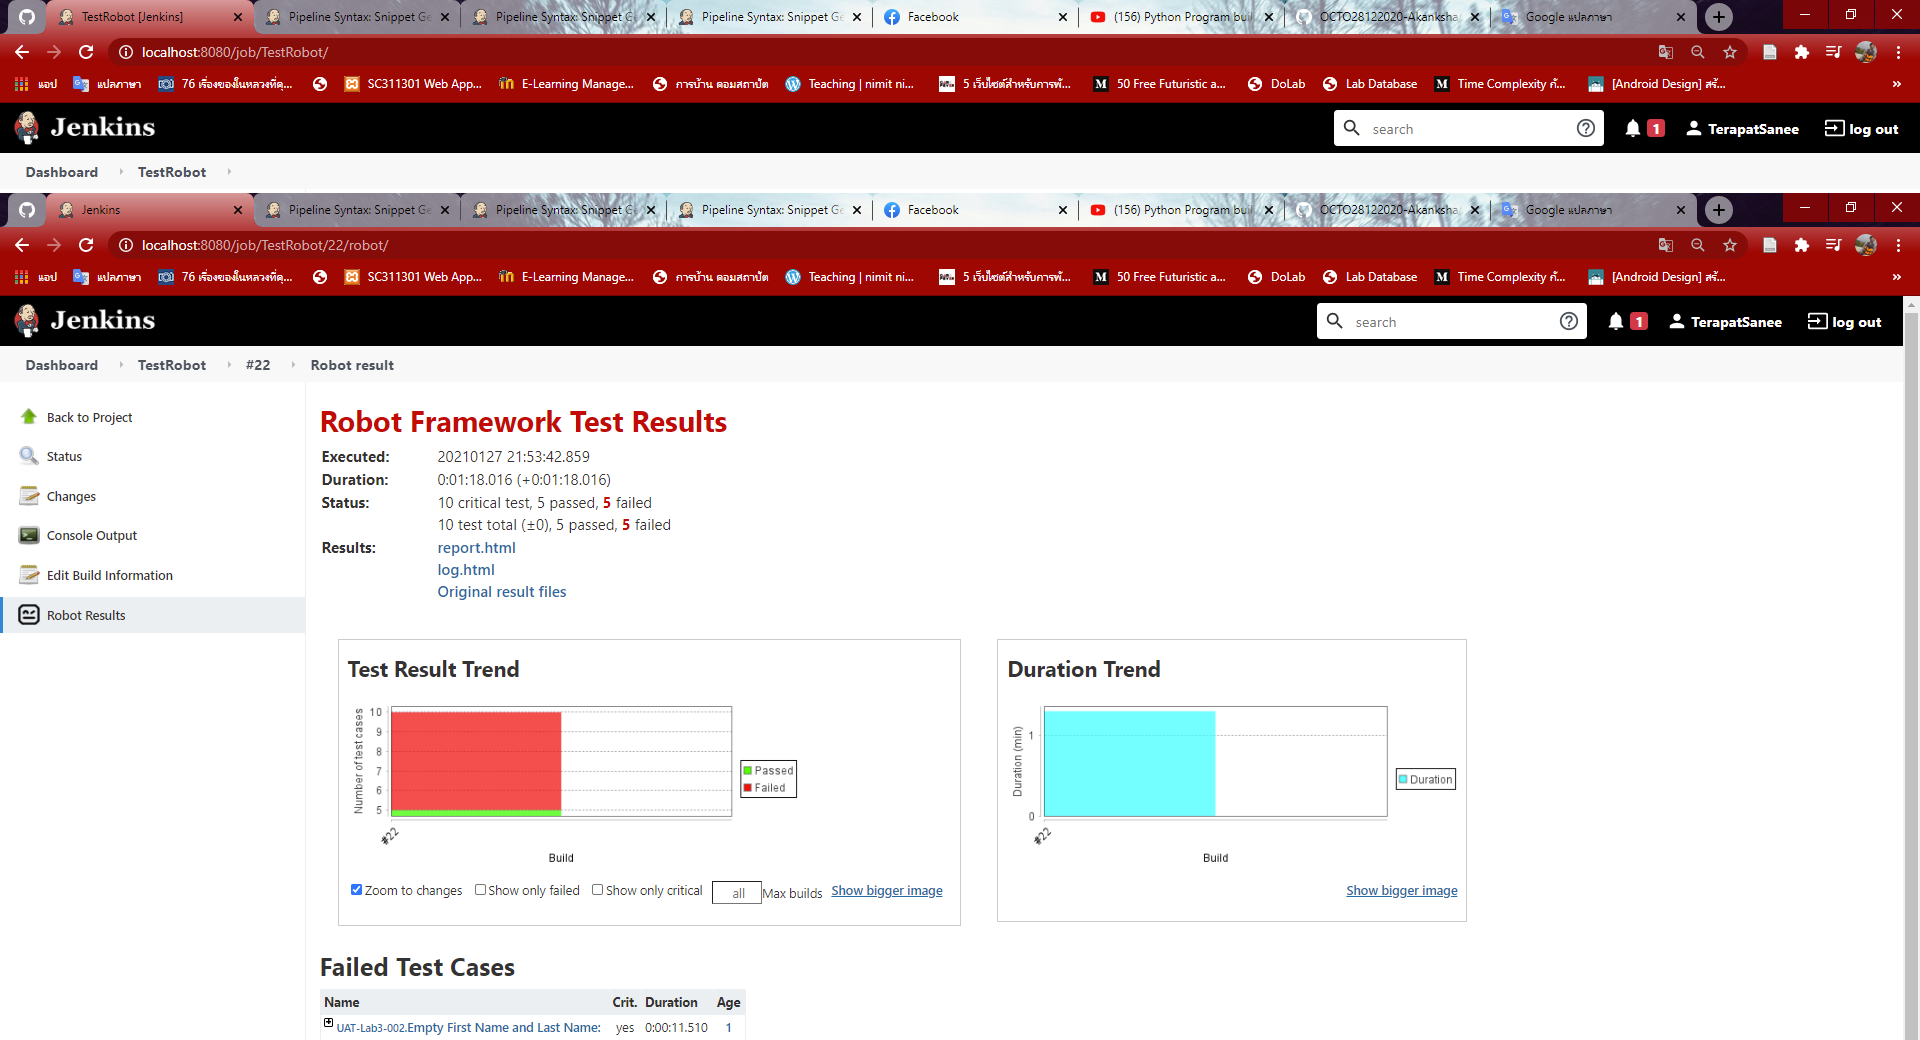 TestRobot [Jenkins]
Pipeline Syntax: Snippet Ge
Pipeline Syntax: Snippet G
Pipeline Syntax: Snippet Ge
Facebook
(156) Python Program buil
OCTO28122020-Akanksha
Google แปลภาษา
localhost:8080/job/TestRobot/
แอป
แปลภาษา
76 เรื่องของในหลวงที่คุ...
SC311301 Web App...
E-Learning Manage...
การบ้าน คอมสถาปัต
Teaching | nimit ni...
5 เว็บไซต์สำหรับการพั...
50 Free Futuristic a...
DoLab
Lab Database
Time Complexity ก็...
[Android Design] สร้...
»
Jenkins
search
1
TerapatSanee
log out
Dashboard
TestRobot
Jenkins
Pipeline Syntax: Snippet Ge
Pipeline Syntax: Snippet G
Pipeline Syntax: Snippet Ge
Facebook
(156) Python Program buil
OCTO28122020-Akanksha
Google แปลภาษา
localhost:8080/job/TestRobot/22/robot/
แอป
แปลภาษา
76 เรื่องของในหลวงที่คุ...
SC311301 Web App...
E-Learning Manage...
การบ้าน คอมสถาปัต
Teaching | nimit ni...
5 เว็บไซต์สำหรับการพั...
50 Free Futuristic a...
DoLab
Lab Database
Time Complexity ก็...
[Android Design] สร้...
»
Jenkins
search
1
TerapatSanee
log out
Dashboard
TestRobot
#22
Robot result
Back to Project
Status
Changes
Console Output
Edit Build Information
Robot Results
Robot Framework Test Results
Executed: 20210127 21:53:42.859
Duration: 0:01:18.016 (+0:01:18.016)
Status: 10 critical test, 5 passed, 5 failed
10 test total (±0), 5 passed, 5 failed
Results: report.html
log.html
Original result files
Test Result Trend
Number of test cases
10
9
8
7
6
5
#22
Build
Passed
Failed
Zoom to changes
Show only failed
Show only critical
all
Max builds
Show bigger image
Duration Trend
Duration (min)
1
0
#22
Build
Duration
Show bigger image
Failed Test Cases
Name Crit. Duration Age
UAT-Lab3-002.Empty First Name and Last Name: yes 0:00:11.510 1